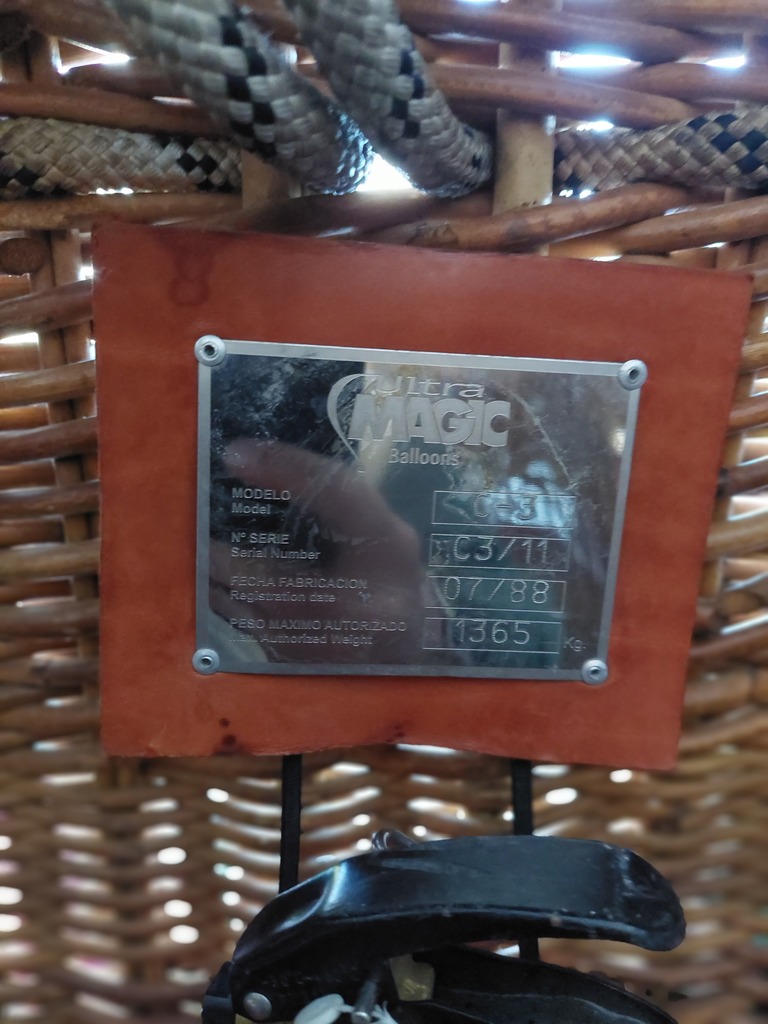 Ultra
MAGIC
Balloons
MODELO
Model
C-3
Nº SERIE
Serial Number
C3/11
FECHA FABRICACION
Registration date
07/88
PESO MAXIMO AUTORIZADO
Max. Authorized Weight
1365 Kg.